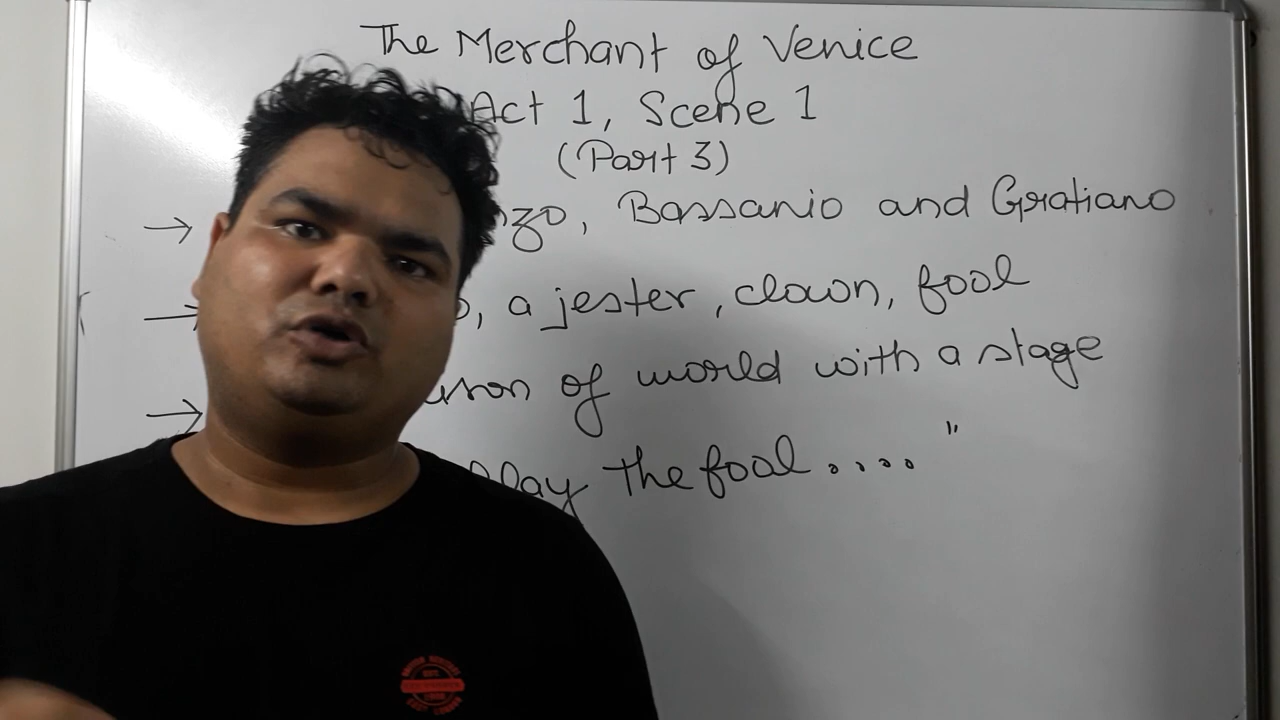 The Merchant of Venice
Act 1, Scene 1
(Part 3)
→ zo, Bassanio and Gratiano
→ o, a jester, clown, fool
of world with a stage
→ play the fool . . . . "